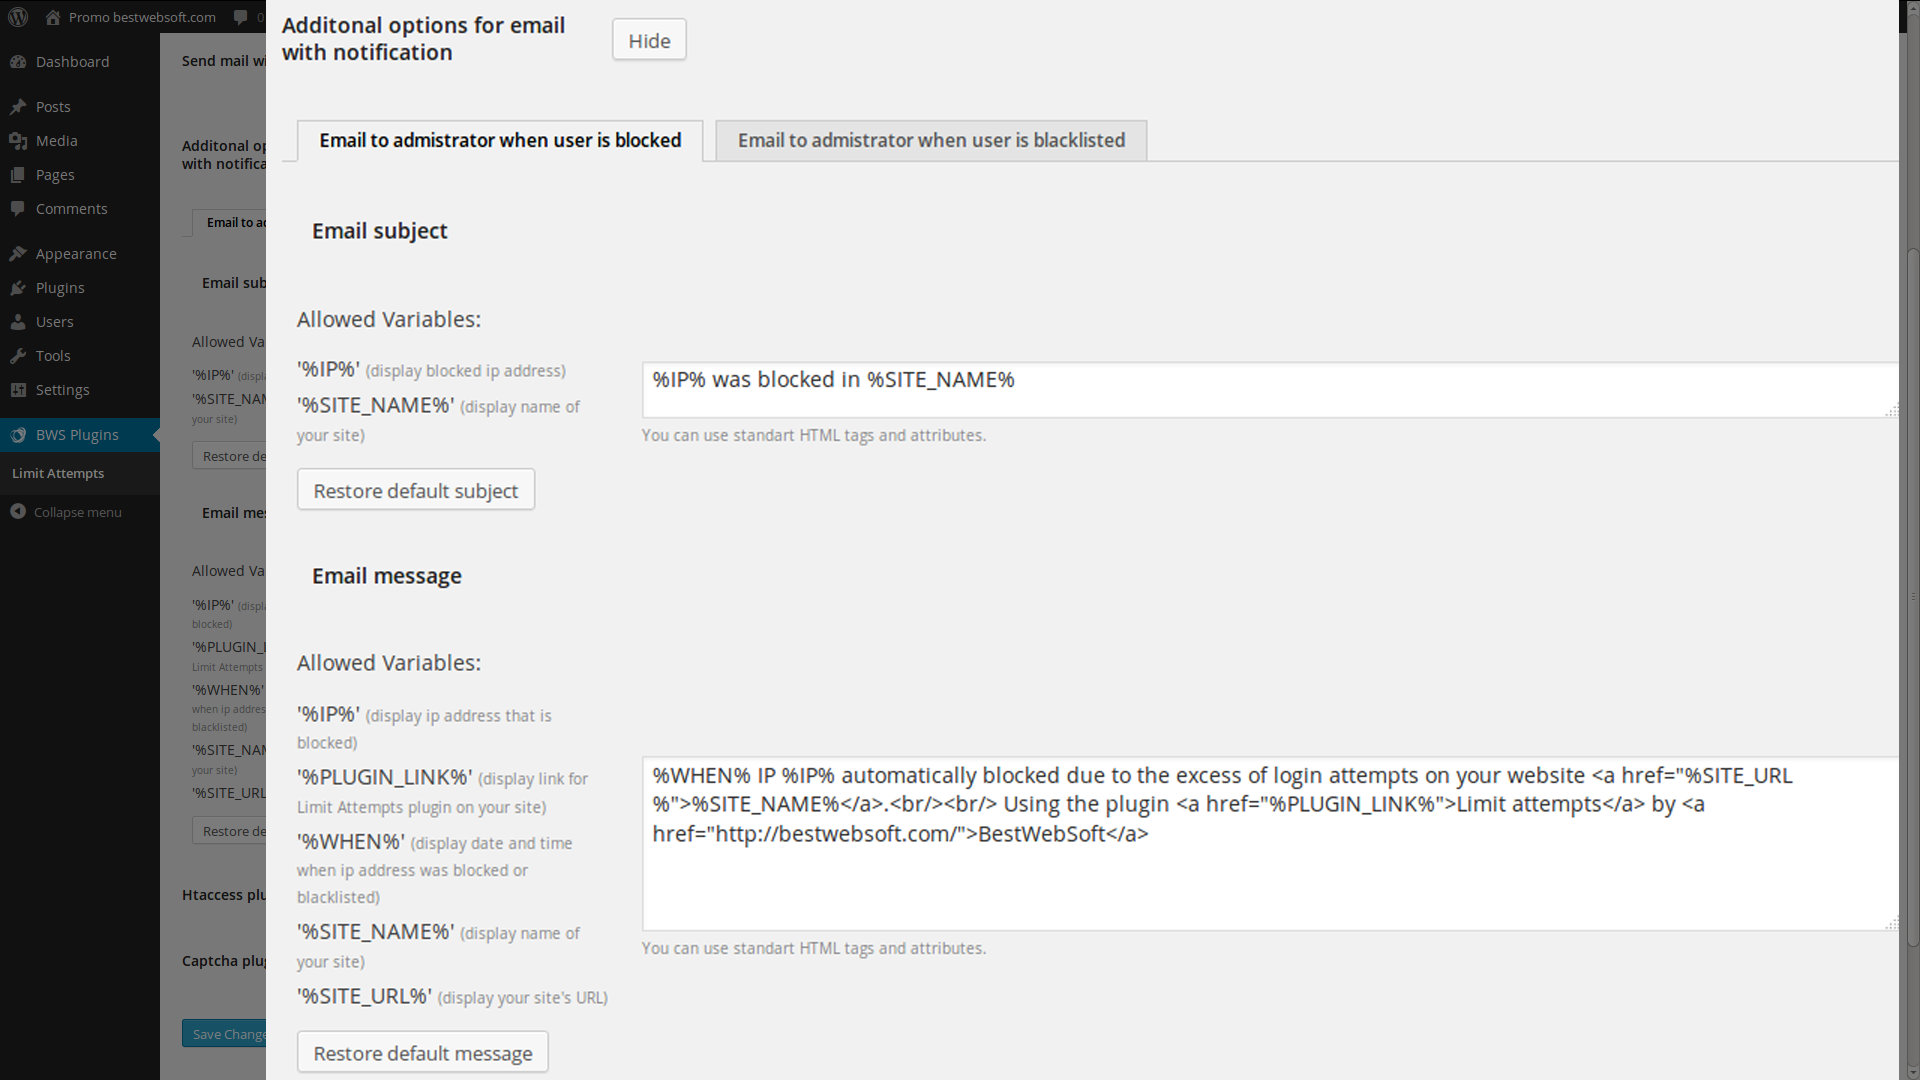 Promo bestwebsoft.com 0
Dashboard
Posts
Media
Pages
Comments
Appearance
Plugins
Users
Tools
Settings
BWS Plugins
Limit Attempts
Collapse menu
Send mail wi
Additonal op
with notifica
Email to ad
Email sub
Allowed Va
'%IP%' (displ
'%SITE_NAM
your site)
Restore de
Email mes
Allowed Va
'%IP%' (displ
blocked)
'%PLUGIN_L
Limit Attempts
'%WHEN%'
when ip addres
blacklisted)
'%SITE_NAM
your site)
'%SITE_URL
Restore de
Htaccess plu
Captcha plug
Save Change
Additonal options for email
with notification
Hide
Email to admistrator when user is blocked
Email to admistrator when user is blacklisted
Email subject
Allowed Variables:
'%IP%' (display blocked ip address)
'%SITE_NAME%' (display name of
your site)
%IP% was blocked in %SITE_NAME%
You can use standart HTML tags and attributes.
Restore default subject
Email message
Allowed Variables:
'%IP%' (display ip address that is
blocked)
'%PLUGIN_LINK%' (display link for
Limit Attempts plugin on your site)
'%WHEN%' (display date and time
when ip address was blocked or
blacklisted)
'%SITE_NAME%' (display name of
your site)
'%SITE_URL%' (display your site's URL)
%WHEN% IP %IP% automatically blocked due to the excess of login attempts on your website <a href="%SITE_URL
%">%SITE_NAME%</a>.<br/><br/> Using the plugin <a href="%PLUGIN_LINK%">Limit attempts</a> by <a
href="http://bestwebsoft.com/">BestWebSoft</a>
You can use standart HTML tags and attributes.
Restore default message